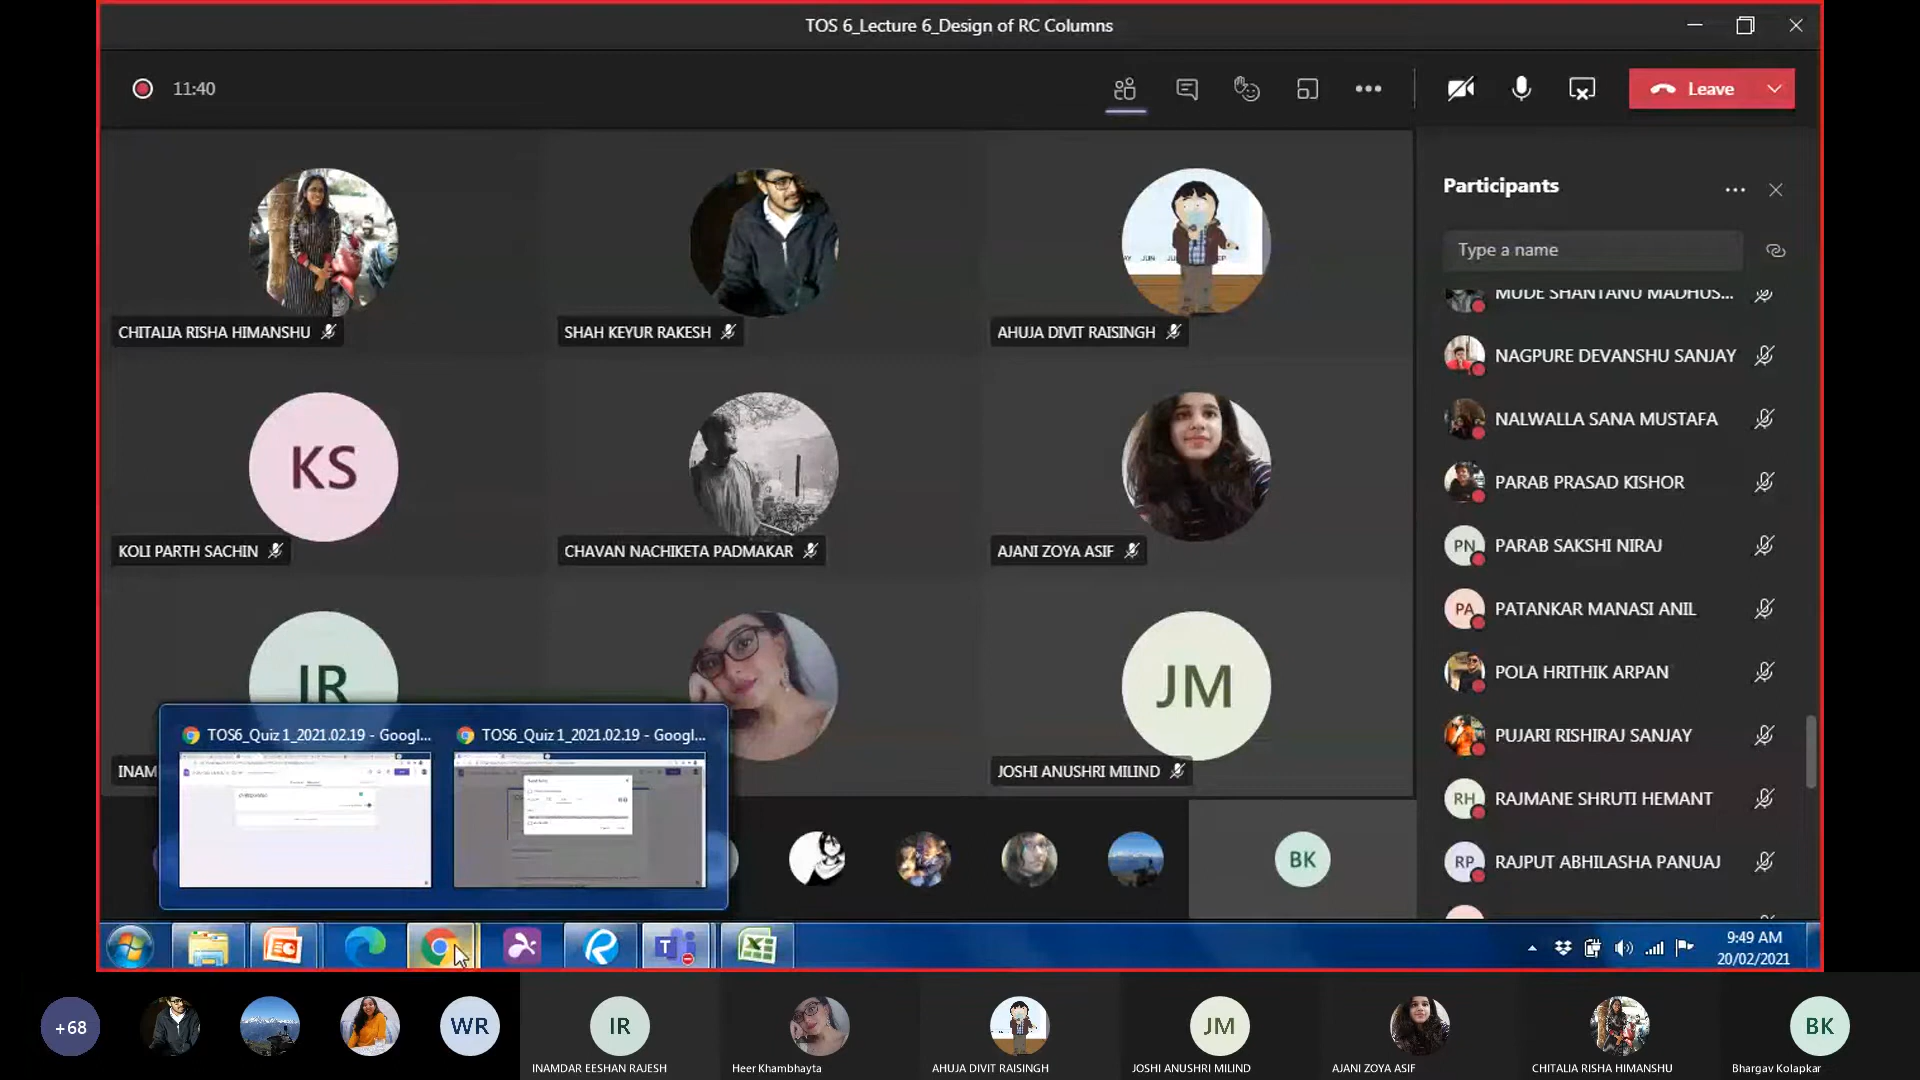 TOS 6_Lecture 6_Design of RC Columns
11:40
Leave
Participants
Type a name
CHITALIA RISHA HIMANSHU
SHAH KEYUR RAKESH
AHUJA DIVIT RAISINGH
KS
KOLI PARTH SACHIN
CHAVAN NACHIKETA PADMAKAR
AJANI ZOYA ASIF
IR
INAM
JM
JOSHI ANUSHRI MILIND
BK
MUDE SHANTANU MADHUS...
NAGPURE DEVANSHU SANJAY
NALWALLA SANA MUSTAFA
PARAB PRASAD KISHOR
PN PARAB SAKSHI NIRAJ
PA PATANKAR MANASI ANIL
POLA HRITHIK ARPAN
PUJARI RISHIRAJ SANJAY
RH RAJMANE SHRUTI HEMANT
RP RAJPUT ABHILASHA PANUAJ
TOS6_Quiz 1_2021.02.19 - Googl...
TOS6_Quiz 1_2021.02.19 - Googl...
9:49 AM
20/02/2021
+68
WR
IR
JM
BK
INAMDAR EESHAN RAJESH
Heer Khambhayta
AHUJA DIVIT RAISINGH
JOSHI ANUSHRI MILIND
AJANI ZOYA ASIF
CHITALIA RISHA HIMANSHU
Bhargav Kolapkar